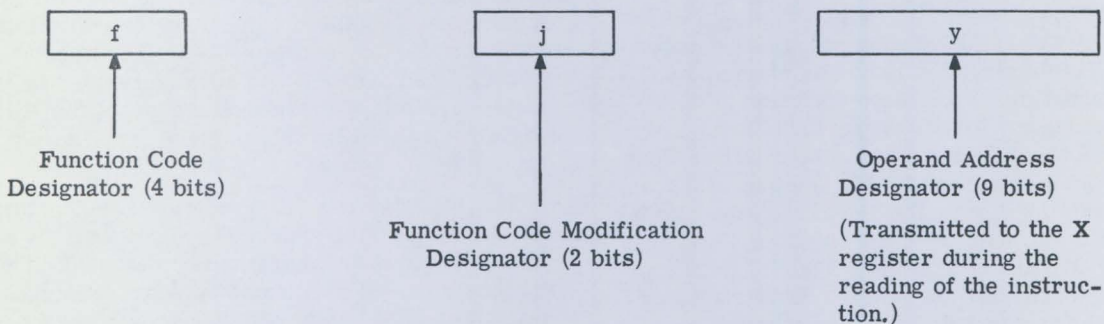 f
j
y
Function Code
Designator (4 bits)
Function Code Modification
Designator (2 bits)
Operand Address
Designator (9 bits)
(Transmitted to the X
register during the
reading of the instruc-
tion.)